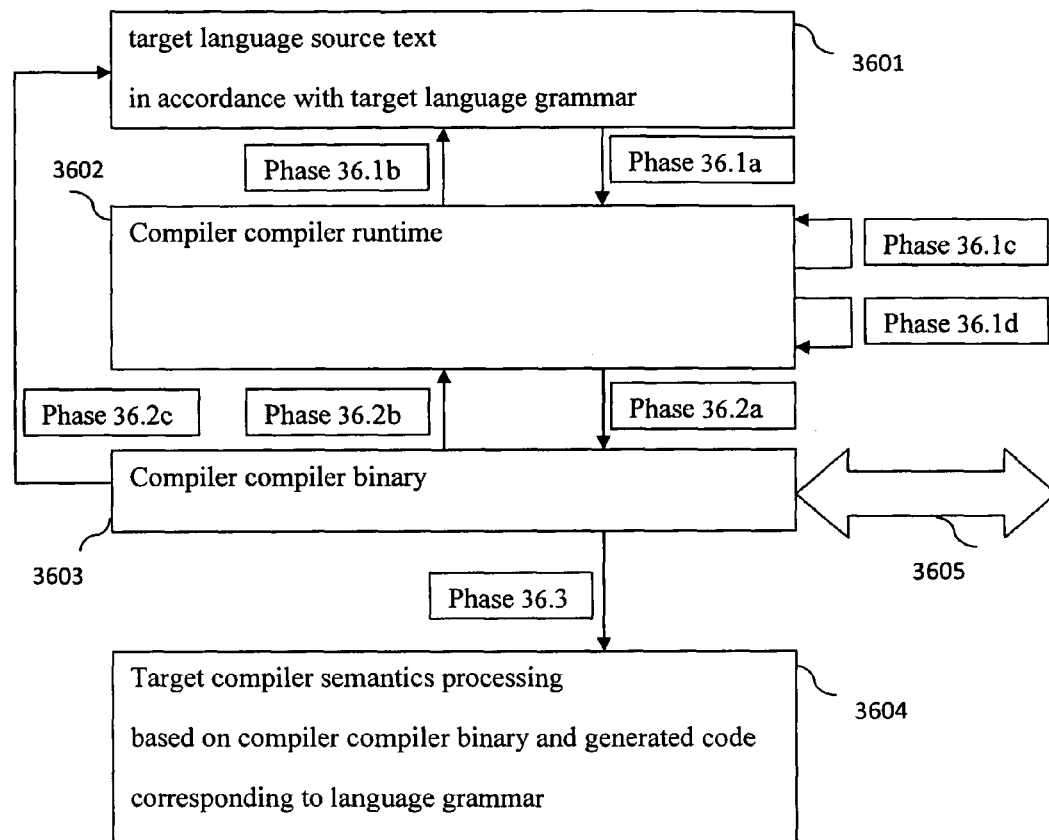 target language source text
in accordance with target language grammar
3601
Phase 36.1b
Phase 36.1a
3602
Compiler compiler runtime
Phase 36.1c
Phase 36.1d
Phase 36.2c
Phase 36.2b
Phase 36.2a
Compiler compiler binary
3603
3605
Phase 36.3
Target compiler semantics processing
based on compiler compiler binary and generated code
corresponding to language grammar
3604